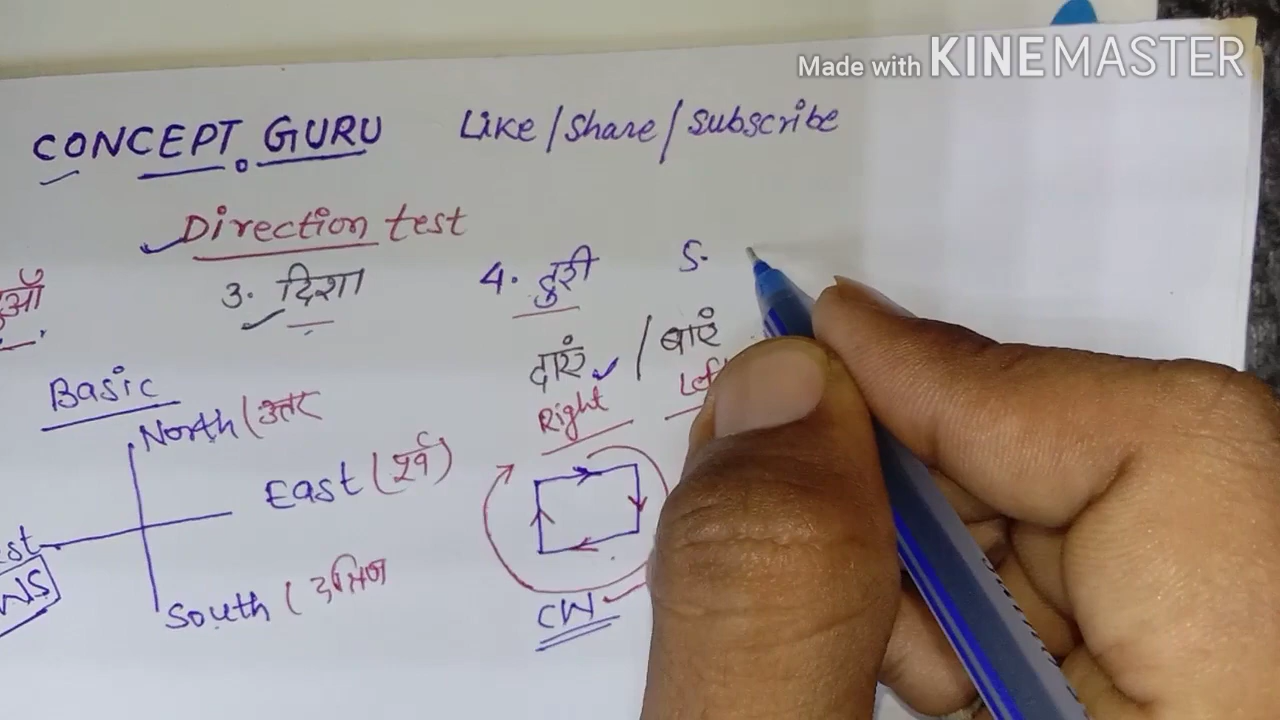 Made with KINEMASTER
CONCEPT GURU Like/Share/Subscribe
Direction test
3. दिशा 4. दुरी 5.
दाएं / बाएं
Right Left
Basic
North (उत्तर
East (पूर्व)
South (
CW